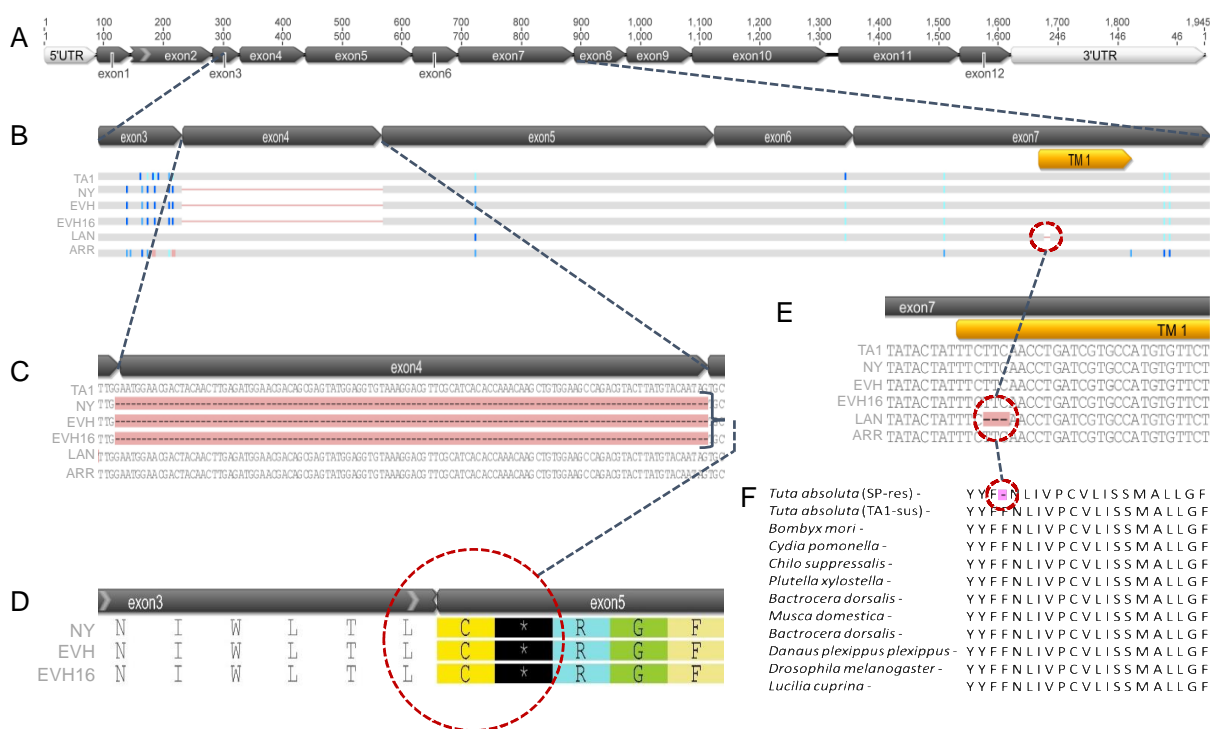 A
1 100 200 300 400 500 600 700 800 900 1,000 1,100 1,200 1,300 1,400 1,500 1,600 1,700 1,800 1,945
1 100 200 300 400 500 600 700 800 900 1,000 1,100 1,200 1,300 1,400 1,500 1,600 246 146 46 1
5'UTR exon2 exon4 exon5 exon7 exon8 exon9 exon10 exon11 3'UTR
exon1 exon3 exon6 exon12
B
exon3 exon4 exon5 exon6 exon7
TM 1
TA1
NY
EVH
EVH16
LAN
ARR
C
exon4
TA1 TTGGAATGGAACGACTACAACTTGAGATGGAACGACAGCGAGTATGGAGGTGTAAAGGACGTTCGCATCACACCAAACAAGCTGTGGAAGCCAGACGTACTTATGTACAATAGTGC
NY TTG GC
EVH TTG GC
EVH16 TTG GC
LAN TTGGAATGGAACGACTACAACTTGAGATGGAACGACAGCGAGTATGGAGGTGTAAAGGACGTTCGCATCACACCAAACAAGCTGTGGAAGCCAGACGTACTTATGTACAATAGTGC
ARR TTGGAATGGAACGACTACAACTTGAGATGGAACGACAGCGAGTATGGAGGTGTAAAGGACGTTCGCATCACACCAAACAAGCTGTGGAAGCCAGACGTACTTATGTACAATAGTGC
D
exon3 exon5
NY N I W L T L C * R G F
EVH N I W L T L C * R G F
EVH16 N I W L T L C * R G F
E
exon7
TM 1
TA1 TATACTATTTCTTCAACCTGATCGTGCCATGTGTTCT
NY TATACTATTTCTTCAACCTGATCGTGCCATGTGTTCT
EVH TATACTATTTCTTCAACCTGATCGTGCCATGTGTTCT
EVH16 TATACTATTTCTTCAACCTGATCGTGCCATGTGTTCT
LAN TATACTATTTC---AACCTGATCGTGCCATGTGTTCT
ARR TATACTATTTCTTCAACCTGATCGTGCCATGTGTTCT
F
Tuta absoluta (SP-res) - YYF-NLIVPCVLISSMALLGF
Tuta absoluta (TA1-sus) - YYFFNLIVPCVLISSMALLGF
Bombyx mori - YYFFNLIVPCVLISSMALLGF
Cydia pomonella - YYFFNLIVPCVLISSMALLGF
Chilo suppressalis - YYFFNLIVPCVLISSMALLGF
Plutella xylostella - YYFFNLIVPCVLISSMALLGF
Bactrocera dorsalis - YYFFNLIVPCVLISSMALLGF
Musca domestica - YYFFNLIVPCVLISSMALLGF
Bactrocera dorsalis - YYFFNLIVPCVLISSMALLGF
Danaus plexippus plexippus - YYFFNLIVPCVLISSMALLGF
Drosophila melanogaster - YYFFNLIVPCVLISSMALLGF
Lucilia cuprina - YYFFNLIVPCVLISSMALLGF